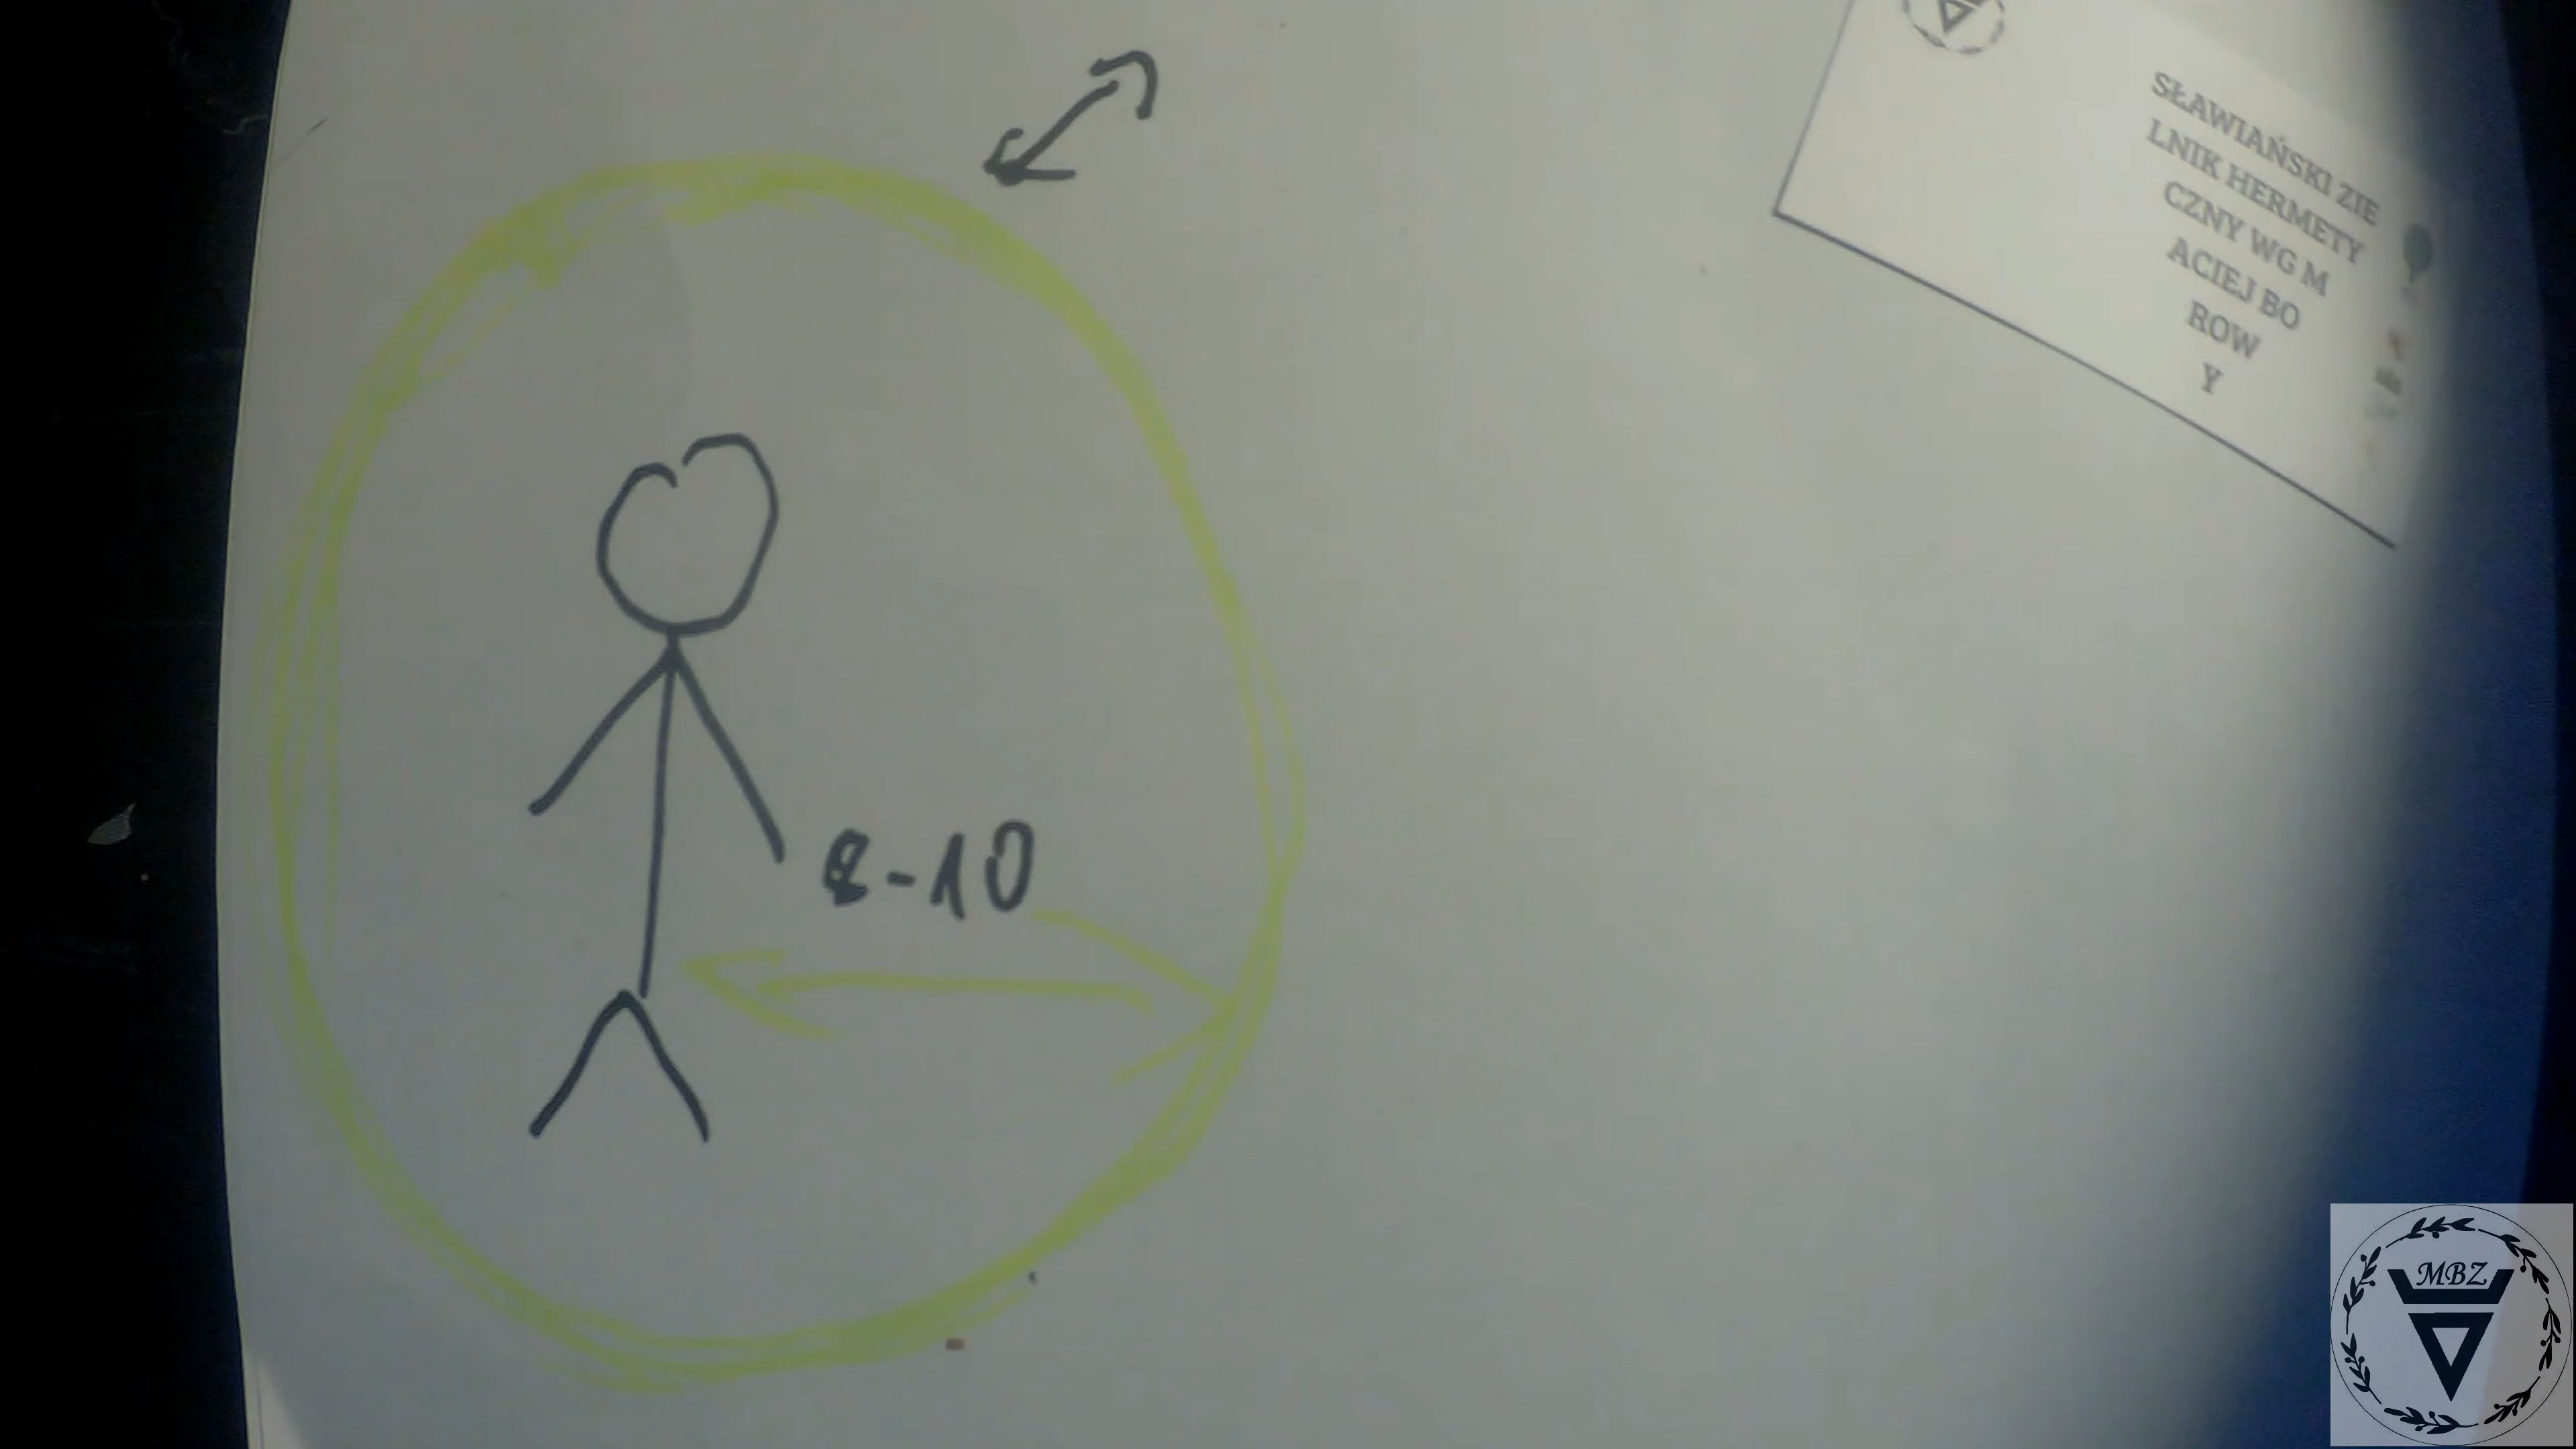 SŁAWIAŃSKI ZIE
LNIK HERMETY
CZNY WG M
ACIEJ BO
ROW
Y
8-10
MBZ